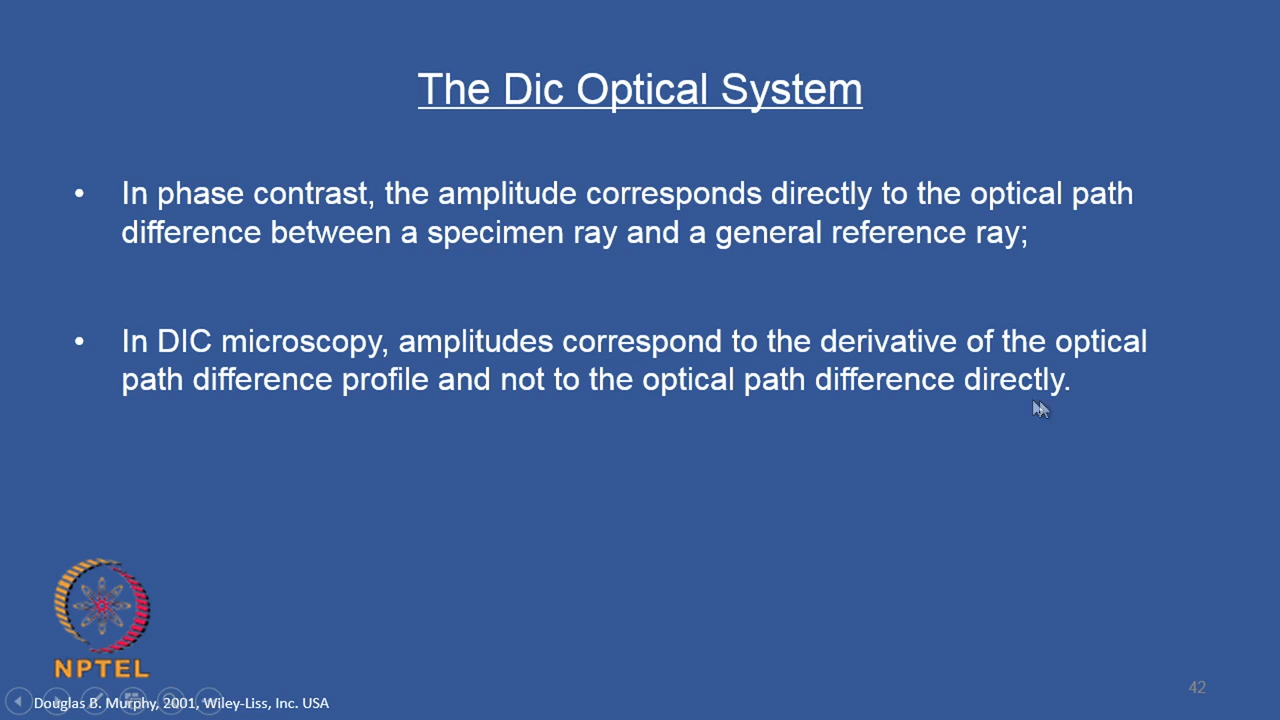 The Dic Optical System
• In phase contrast, the amplitude corresponds directly to the optical path
difference between a specimen ray and a general reference ray;
• In DIC microscopy, amplitudes correspond to the derivative of the optical
path difference profile and not to the optical path difference directly.
NPTEL
Douglas B. Murphy, 2001, Wiley-Liss, Inc. USA
42